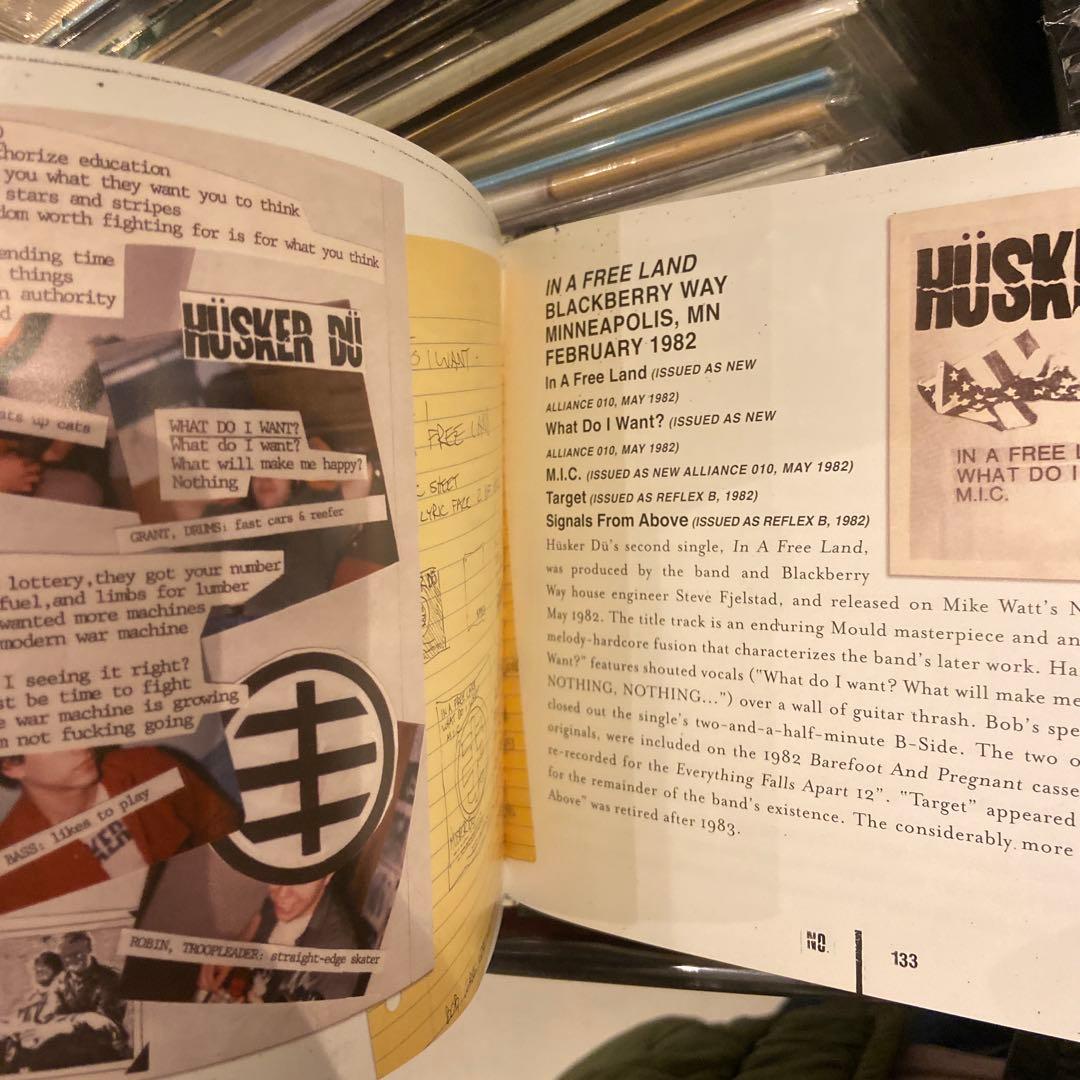 horize education
you what they want you to think
stars and stripes
dom worth fighting for is for what you think
ending time
things
n authority
d
HÜSKER DÜ
ats up cats
WHAT DO I WANT?
What do i want?
What will make me happy?
Nothing
GRANT, DRUMS: fast cars & reefer
lottery,they got your number
fuel,and limbs for lumber
wanted more machines
modern war machine
I seeing it right?
st be time to fight
e war machine is growing
m not fucking going
BASS: likes to play
KER
ROBIN, TROOPLEADER: straight-edge skater
I WANT.
FREE LAN
LYRIC FACE
IN A FREE LAND
BLACKBERRY WAY
MINNEAPOLIS, MN
FEBRUARY 1982
In A Free Land (ISSUED AS NEW
ALLIANCE 010, MAY 1982)
What Do I Want? (ISSUED AS NEW
ALLIANCE 010, MAY 1982)
M.I.C. (ISSUED AS NEW ALLIANCE 010, MAY 1982)
Target (ISSUED AS REFLEX B, 1982)
Signals From Above (ISSUED AS REFLEX B, 1982)
Hüsker Dü's second single, In A Free Land,
was produced by the band and Blackberry
Way house engineer Steve Fjelstad, and released on Mike Watt's N
May 1982. The title track is an enduring Mould masterpiece and an
melody-hardcore fusion that characterizes the band's later work. Ha
Want?" features shouted vocals ("What do I want? What will make me
NOTHING, NOTHING...") over a wall of guitar thrash. Bob's spe
closed out the single's two-and-a-half-minute B-Side. The two o
originals, were included on the 1982 Barefoot And Pregnant casse
re-recorded for the Everything Falls Apart 12". "Target" appeared
for the remainder of the band's existence. The considerably more
Above" was retired after 1983.
HÜSK
IN A FREE L
WHAT DO I
M.I.C.
NO.
133